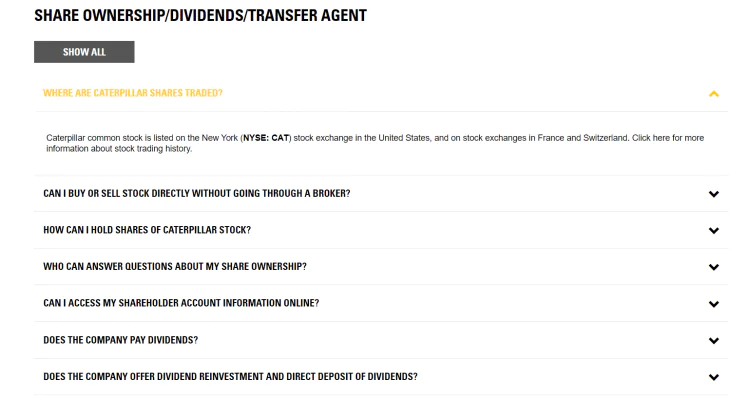 SHARE OWNERSHIP/DIVIDENDS/TRANSFER AGENT
SHOW ALL
WHERE ARE CATERPILLAR SHARES TRADED?
Caterpillar common stock is listed on the New York (NYSE: CAT) stock exchange in the United States, and on stock exchanges in France and Switzerland. Click here for more
information about stock trading history.
CAN I BUY OR SELL STOCK DIRECTLY WITHOUT GOING THROUGH A BROKER?
HOW CAN I HOLD SHARES OF CATERPILLAR STOCK?
WHO CAN ANSWER QUESTIONS ABOUT MY SHARE OWNERSHIP?
CAN I ACCESS MY SHAREHOLDER ACCOUNT INFORMATION ONLINE?
DOES THE COMPANY PAY DIVIDENDS?
DOES THE COMPANY OFFER DIVIDEND REINVESTMENT AND DIRECT DEPOSIT OF DIVIDENDS?